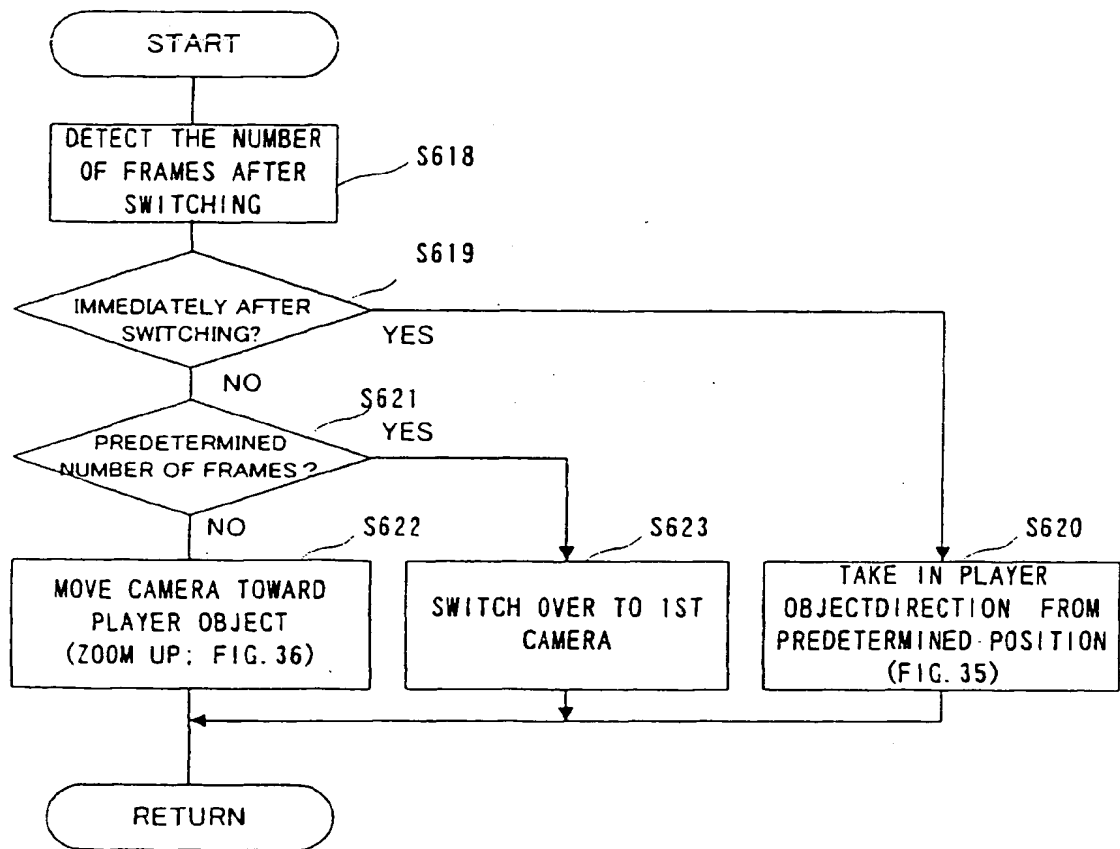 START
DETECT THE NUMBER
OF FRAMES AFTER
SWITCHING
S618
S619
IMMEDIATELY AFTER
SWITCHING?
YES
NO
S621
PREDETERMINED
NUMBER OF FRAMES?
YES
NO
S622
MOVE CAMERA TOWARD
PLAYER OBJECT
(ZOOM UP; FIG.36)
S623
SWITCH OVER TO 1ST
CAMERA
S620
TAKE IN PLAYER
OBJECTDIRECTION FROM
PREDETERMINED POSITION
(FIG.35)
RETURN